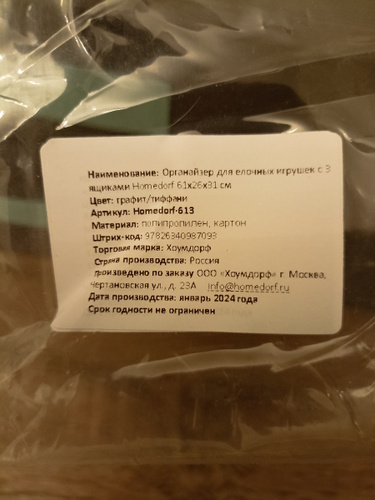 Наименование: Органайзер для елочных игрушек с 3
ящиками Homedorf 61x26x31 см
Цвет: графит/тиффани
Артикул: Homedorf-613
Материал: полипропилен, картон
Штрих-код: 97826340987093
Торговая марка: Хоумдорф
Страна производства: Россия
произведено по заказу ООО «Хоумдорф» г. Москва,
Чертановская ул., д. 23А info@homedorf.ru
Дата производства: январь 2024 года
Срок годности не ограничен